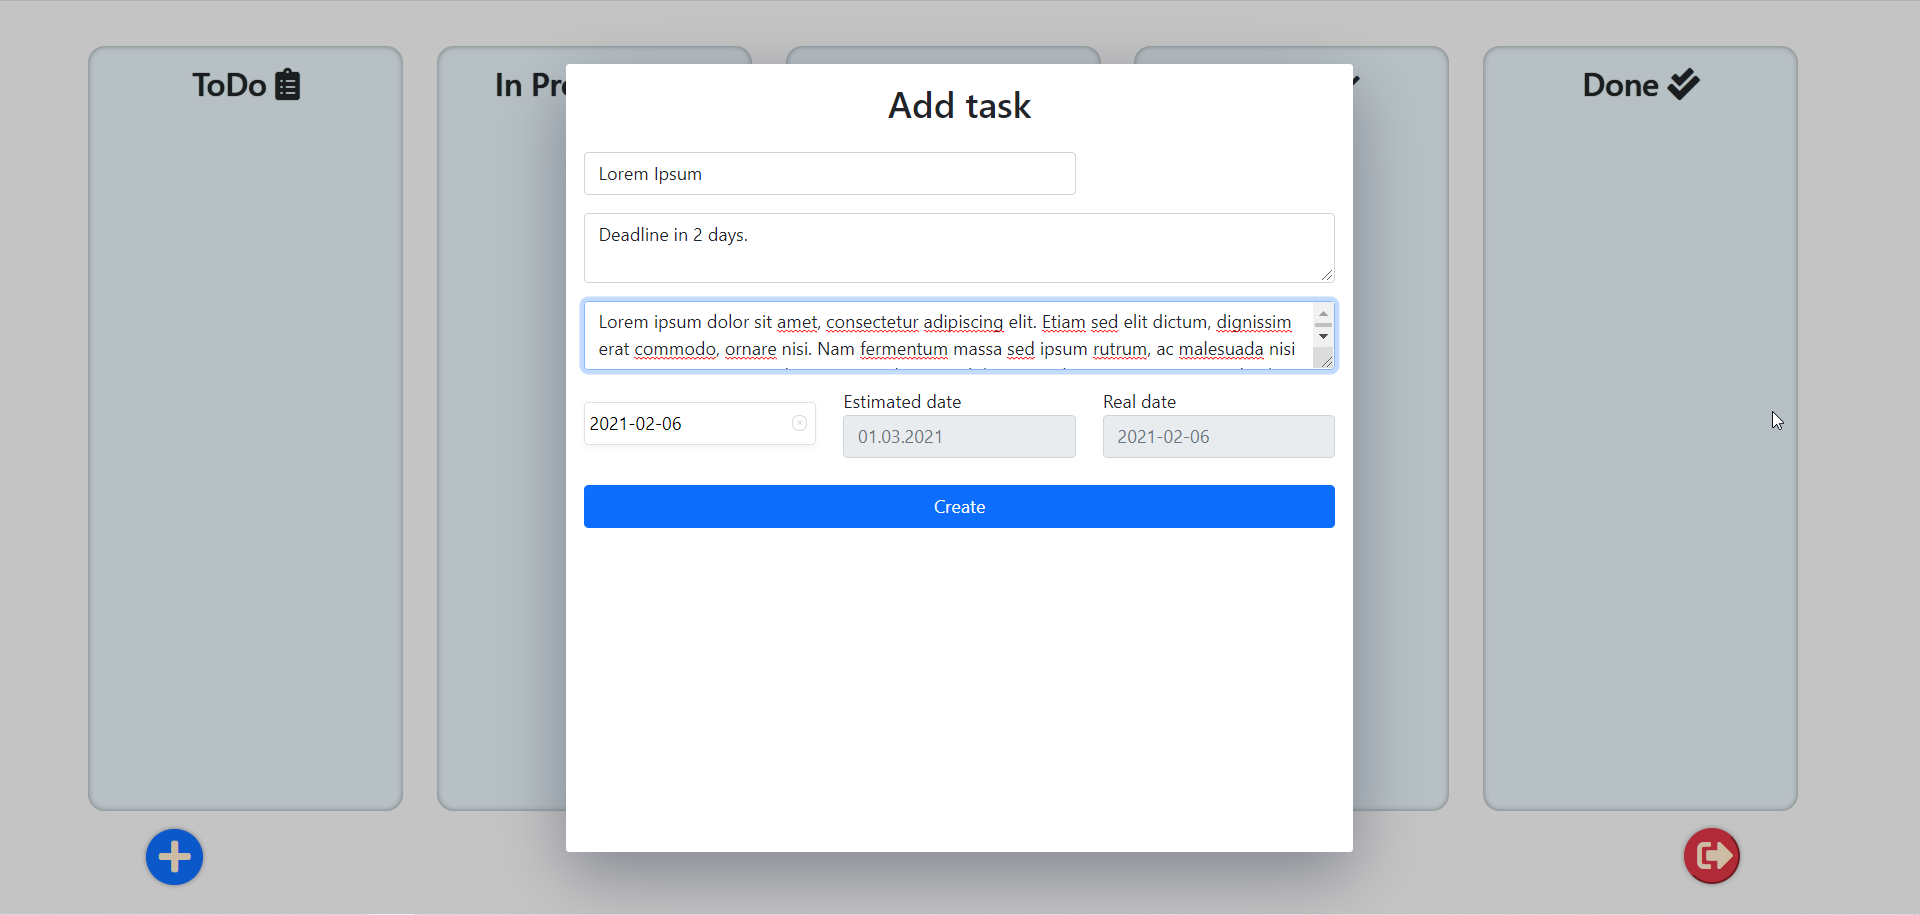 ToDo
In Pro
Done
Add task
Lorem Ipsum
Deadline in 2 days.
Lorem ipsum dolor sit amet, consectetur adipiscing elit. Etiam sed elit dictum, dignissim
erat commodo, ornare nisi. Nam fermentum massa sed ipsum rutrum, ac malesuada nisi
Estimated date
Real date
2021-02-06
01.03.2021
2021-02-06
Create